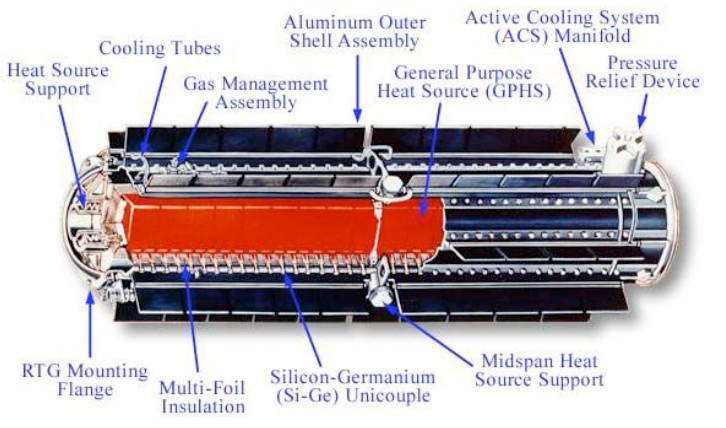 Aluminum Outer
Shell Assembly
Active Cooling System
(ACS) Manifold
Cooling Tubes
Heat Source
Support
Gas Management
Assembly
General Purpose
Heat Source (GPHS)
Pressure
Relief Device
RTG Mounting
Flange
Multi-Foil
Insulation
Silicon-Germanium
(Si-Ge) Unicouple
Midspan Heat
Source Support